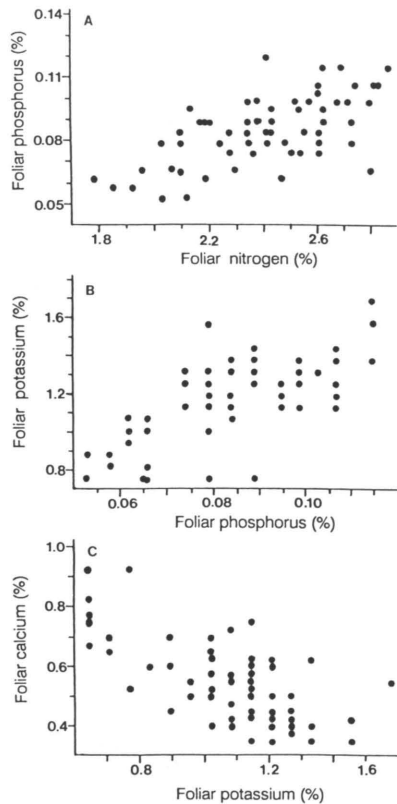 A
0.14
0.11
0.08
0.05
Foliar phosphorus (%)
1.8 2.2 2.6
Foliar nitrogen (%)
B
1.6
1.2
0.8
Foliar potassium (%)
0.06 0.08 0.10
Foliar phosphorus (%)
C
1.0
0.8
0.6
0.4
Foliar calcium (%)
0.8 1.2 1.6
Foliar potassium (%)